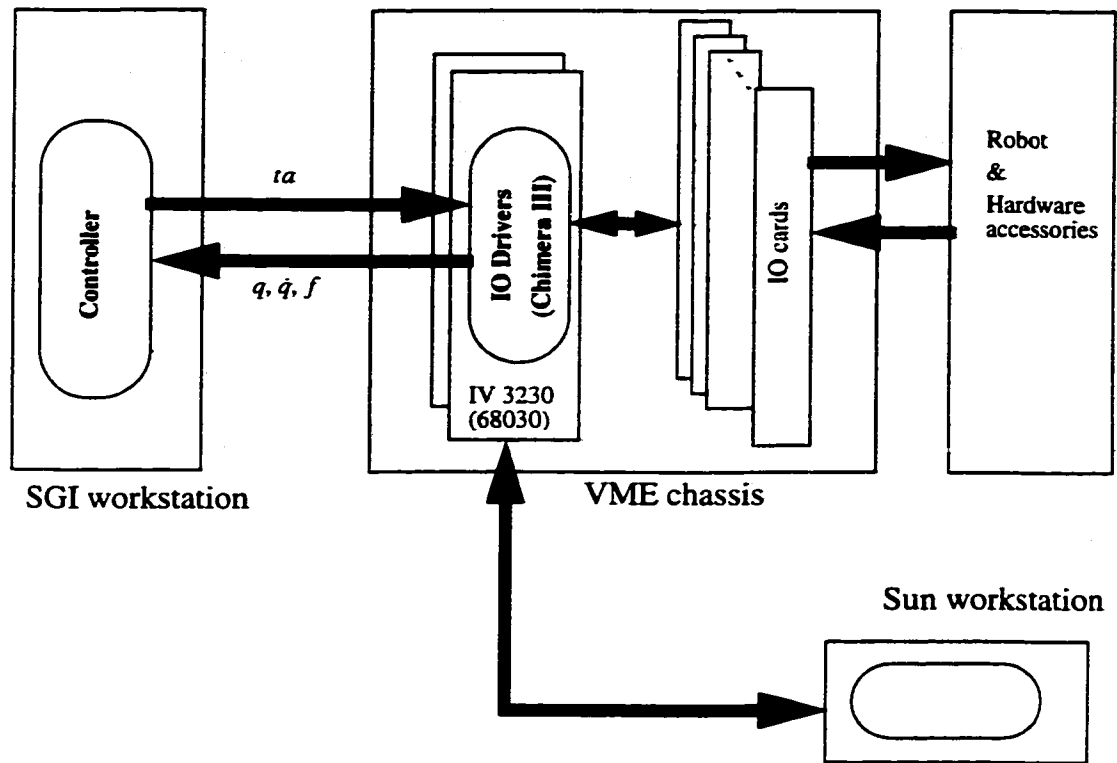 Controller
ta
q, q̇, f
IO Drivers
(Chimera III)
IV 3230
(68030)
IO cards
Robot
&
Hardware
accessories
SGI workstation
VME chassis
Sun workstation